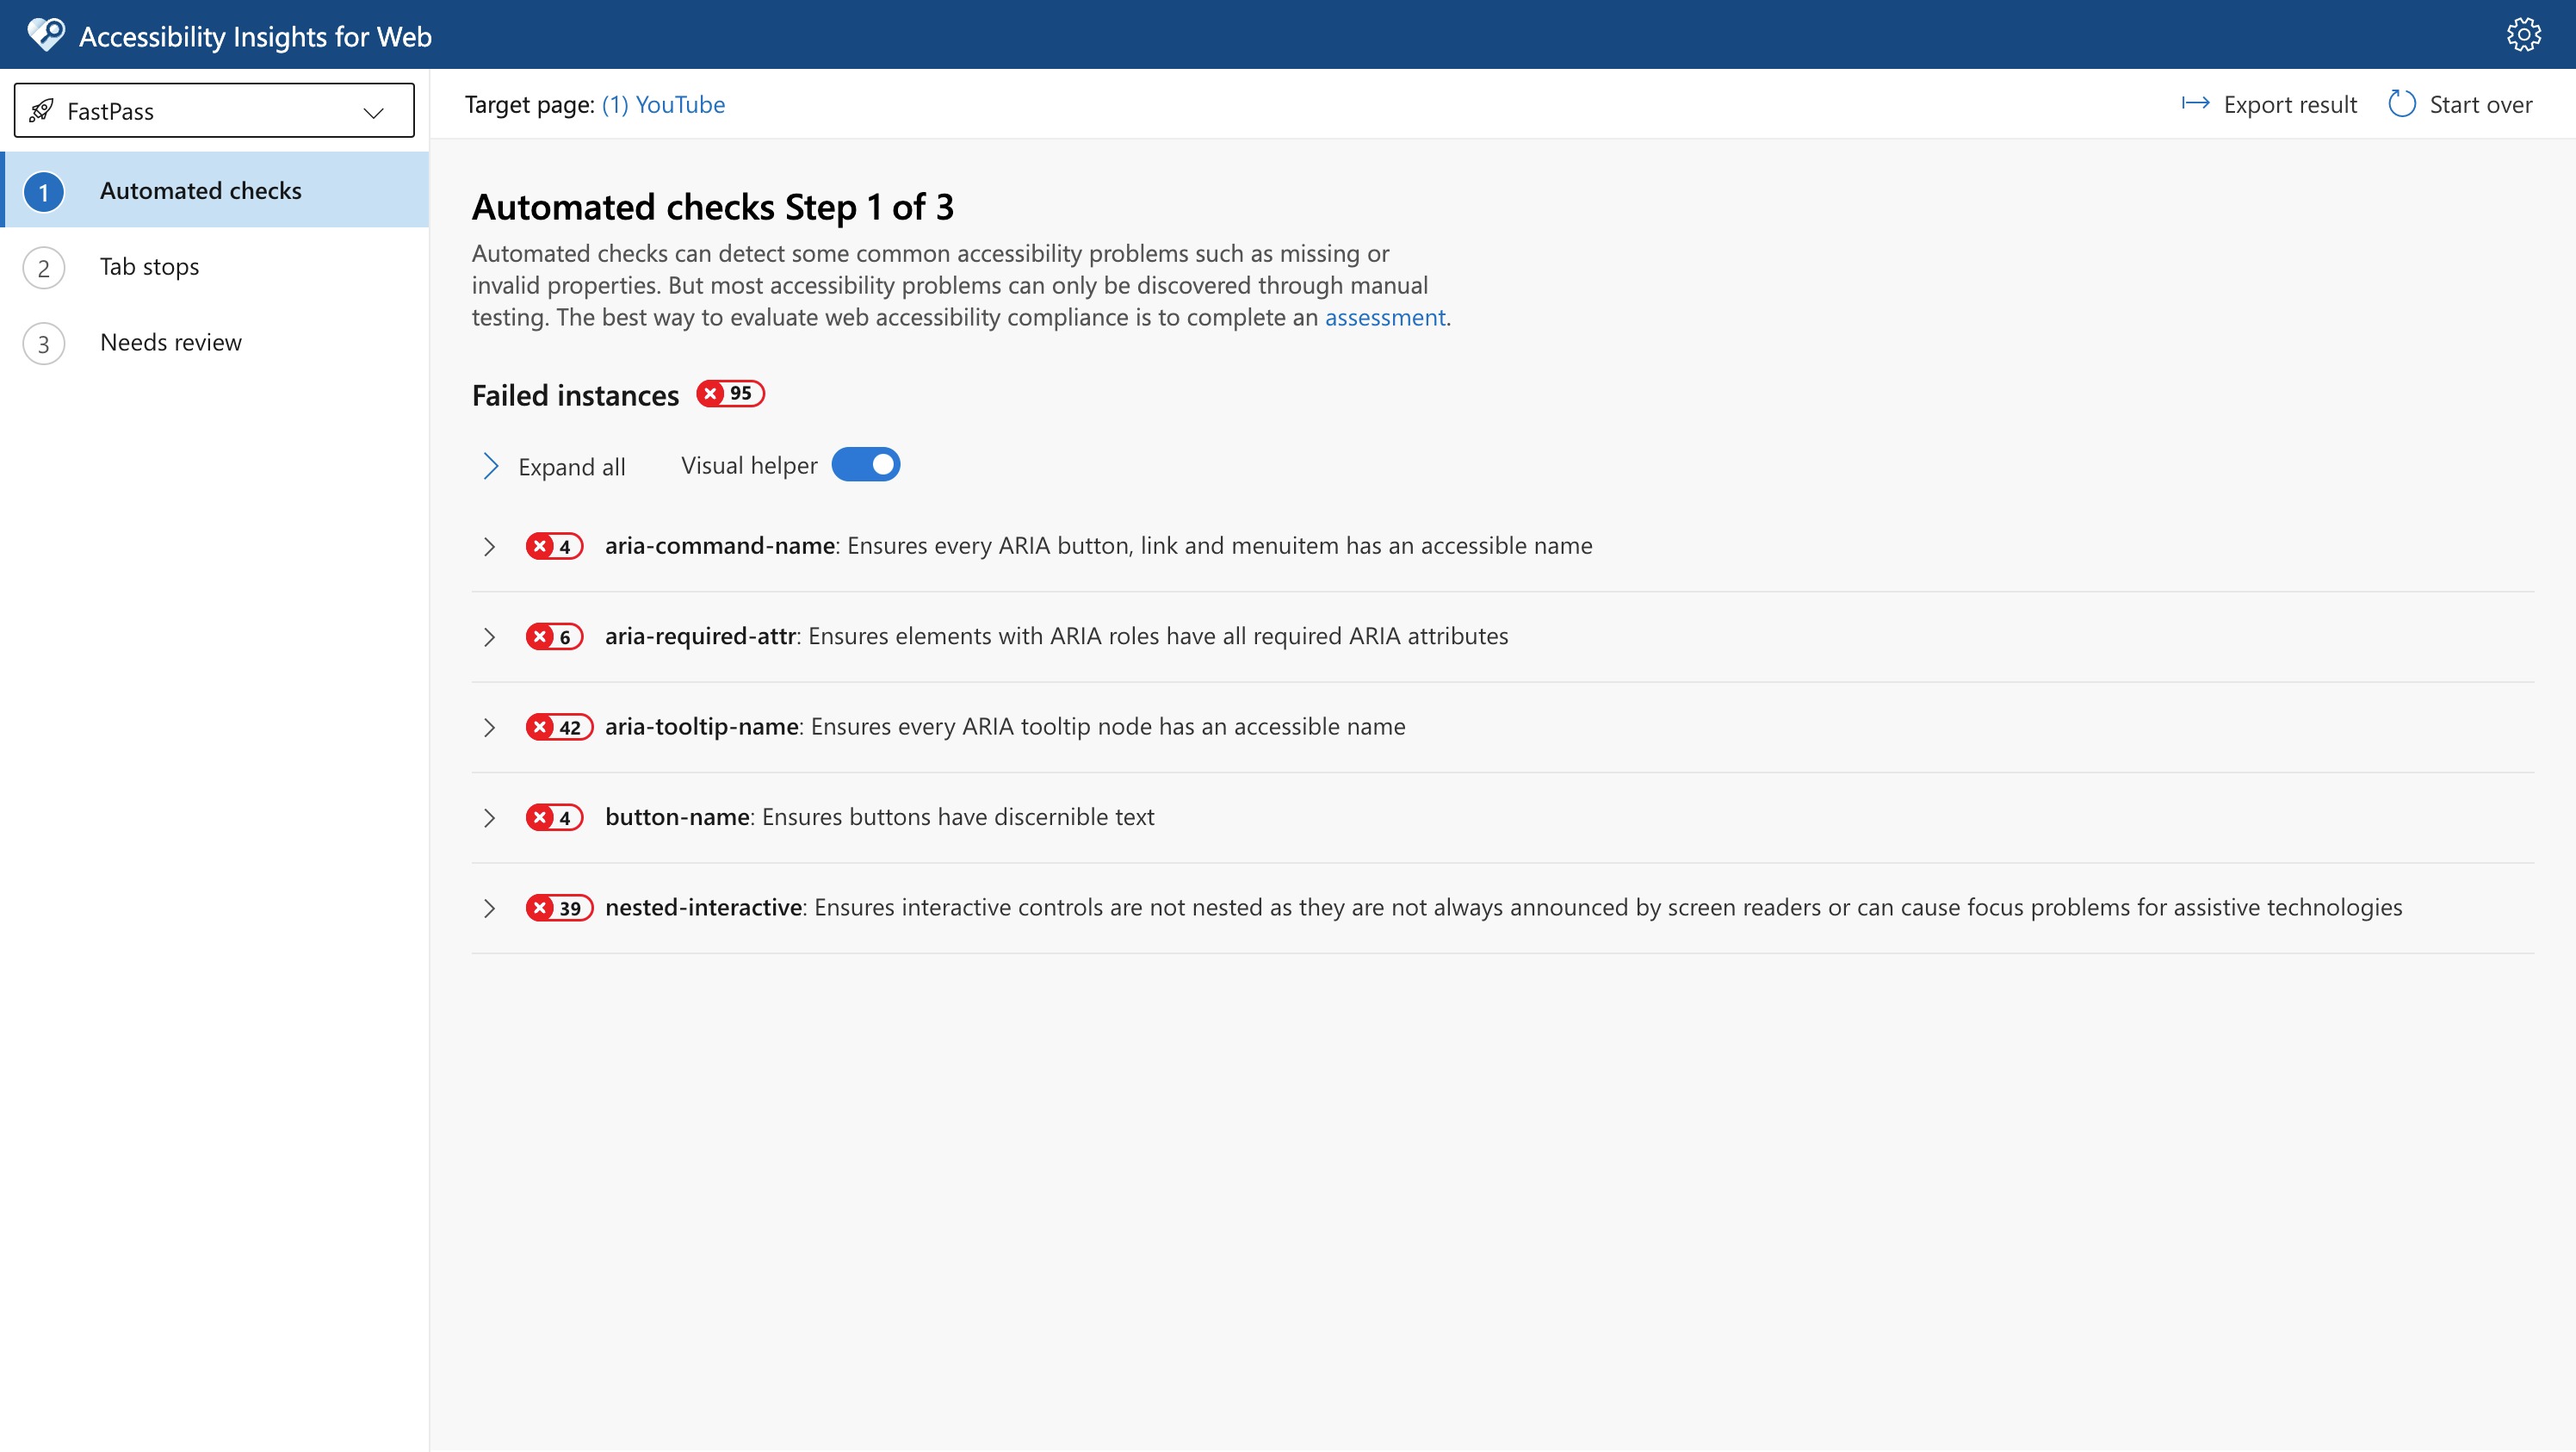 Accessibility Insights for Web
FastPass
Target page: (1) YouTube
Export result
Start over
1 Automated checks
2 Tab stops
3 Needs review
Automated checks Step 1 of 3
Automated checks can detect some common accessibility problems such as missing or
invalid properties. But most accessibility problems can only be discovered through manual
testing. The best way to evaluate web accessibility compliance is to complete an assessment.
Failed instances 95
Expand all
Visual helper
4 aria-command-name: Ensures every ARIA button, link and menuitem has an accessible name
6 aria-required-attr: Ensures elements with ARIA roles have all required ARIA attributes
42 aria-tooltip-name: Ensures every ARIA tooltip node has an accessible name
4 button-name: Ensures buttons have discernible text
39 nested-interactive: Ensures interactive controls are not nested as they are not always announced by screen readers or can cause focus problems for assistive technologies